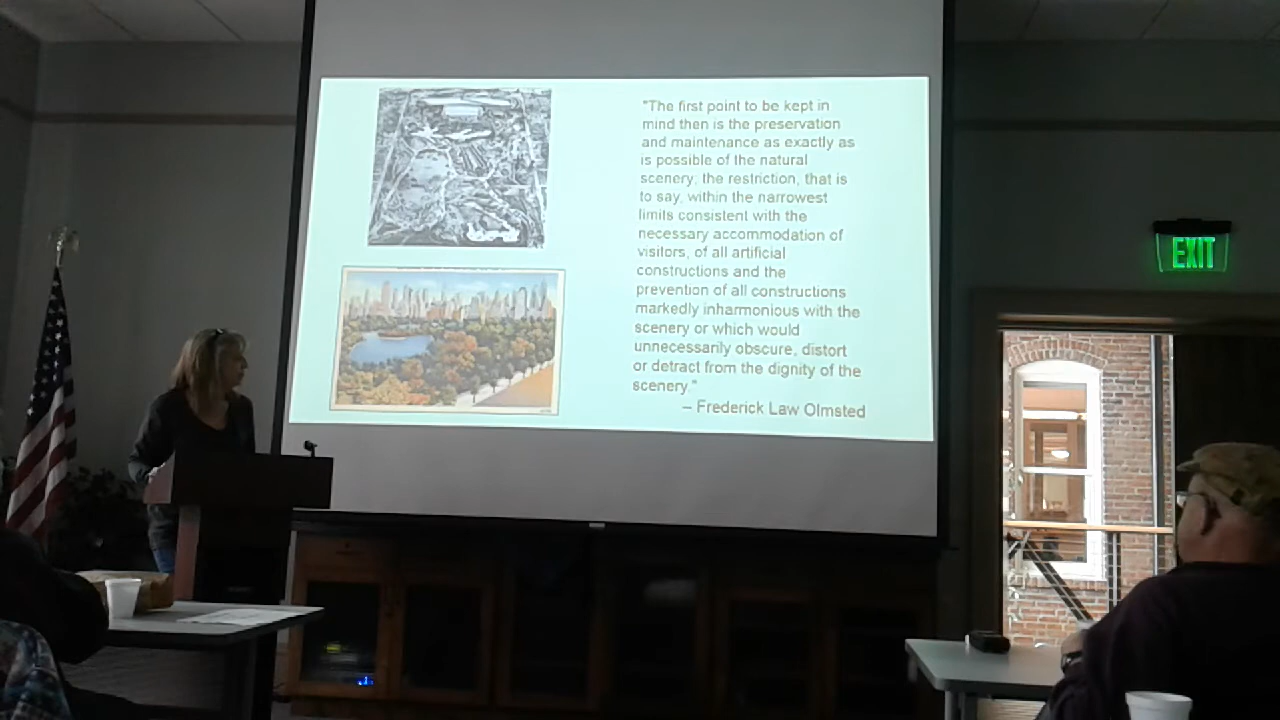 "The first point to be kept in
mind then is the preservation
and maintenance as exactly as
is possible of the natural
scenery; the restriction, that is
to say, within the narrowest
limits consistent with the
necessary accommodation of
visitors, of all artificial
constructions and the
prevention of all constructions
markedly inharmonious with the
scenery or which would
unnecessarily obscure, distort
or detract from the dignity of the
scenery."
– Frederick Law Olmsted
EXIT